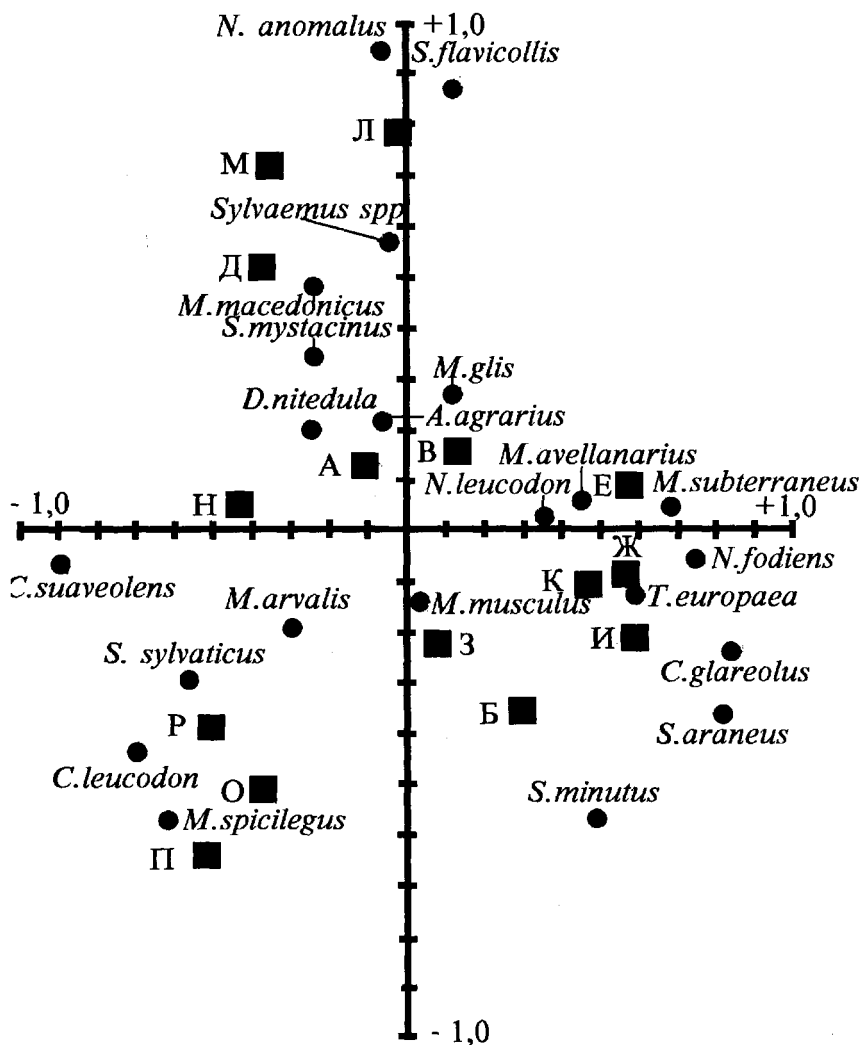 N. anomalus
+1,0
S.flavicollis
Л
М
Sylvaemus spp
Д
M.macedonicus
S.mystacinus
M.glis
D.nitedula
A.agrarius
А
В
M.avellanarius
Н
N.leucodon
Е
M.subterraneus
- 1,0
+1,0
Ж
N.fodiens
C.suaveolens
К
M.arvalis
M.musculus
T.europaea
S. sylvaticus
З
И
C.glareolus
Р
Б
S.araneus
C.leucodon
О
S.minutus
M.spicilegus
П
- 1,0